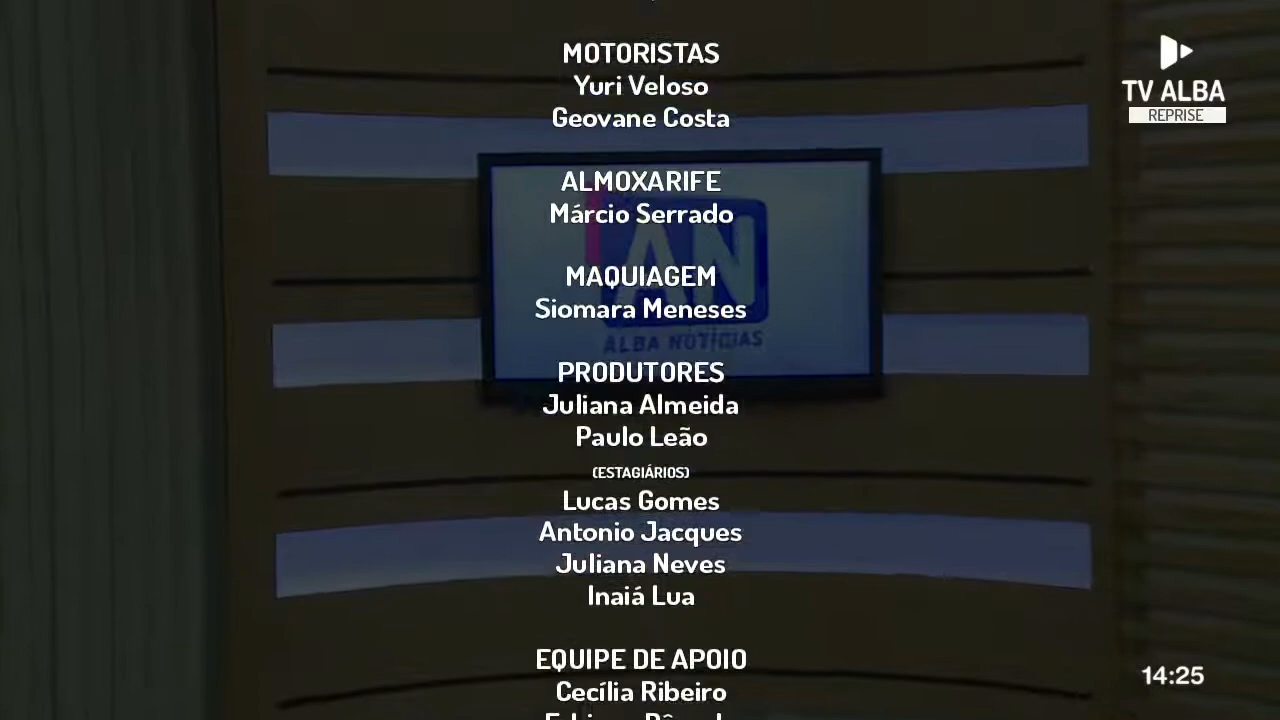 MOTORISTAS
Yuri Veloso
Geovane Costa
TV ALBA
REPRISE
ALMOXARIFE
Márcio Serrado
AN
ALBA NOTÍCIAS
MAQUIAGEM
Siomara Meneses
PRODUTORES
Juliana Almeida
Paulo Leão
(ESTAGIÁRIOS)
Lucas Gomes
Antonio Jacques
Juliana Neves
Inaiá Lua
EQUIPE DE APOIO
Cecília Ribeiro
14:25